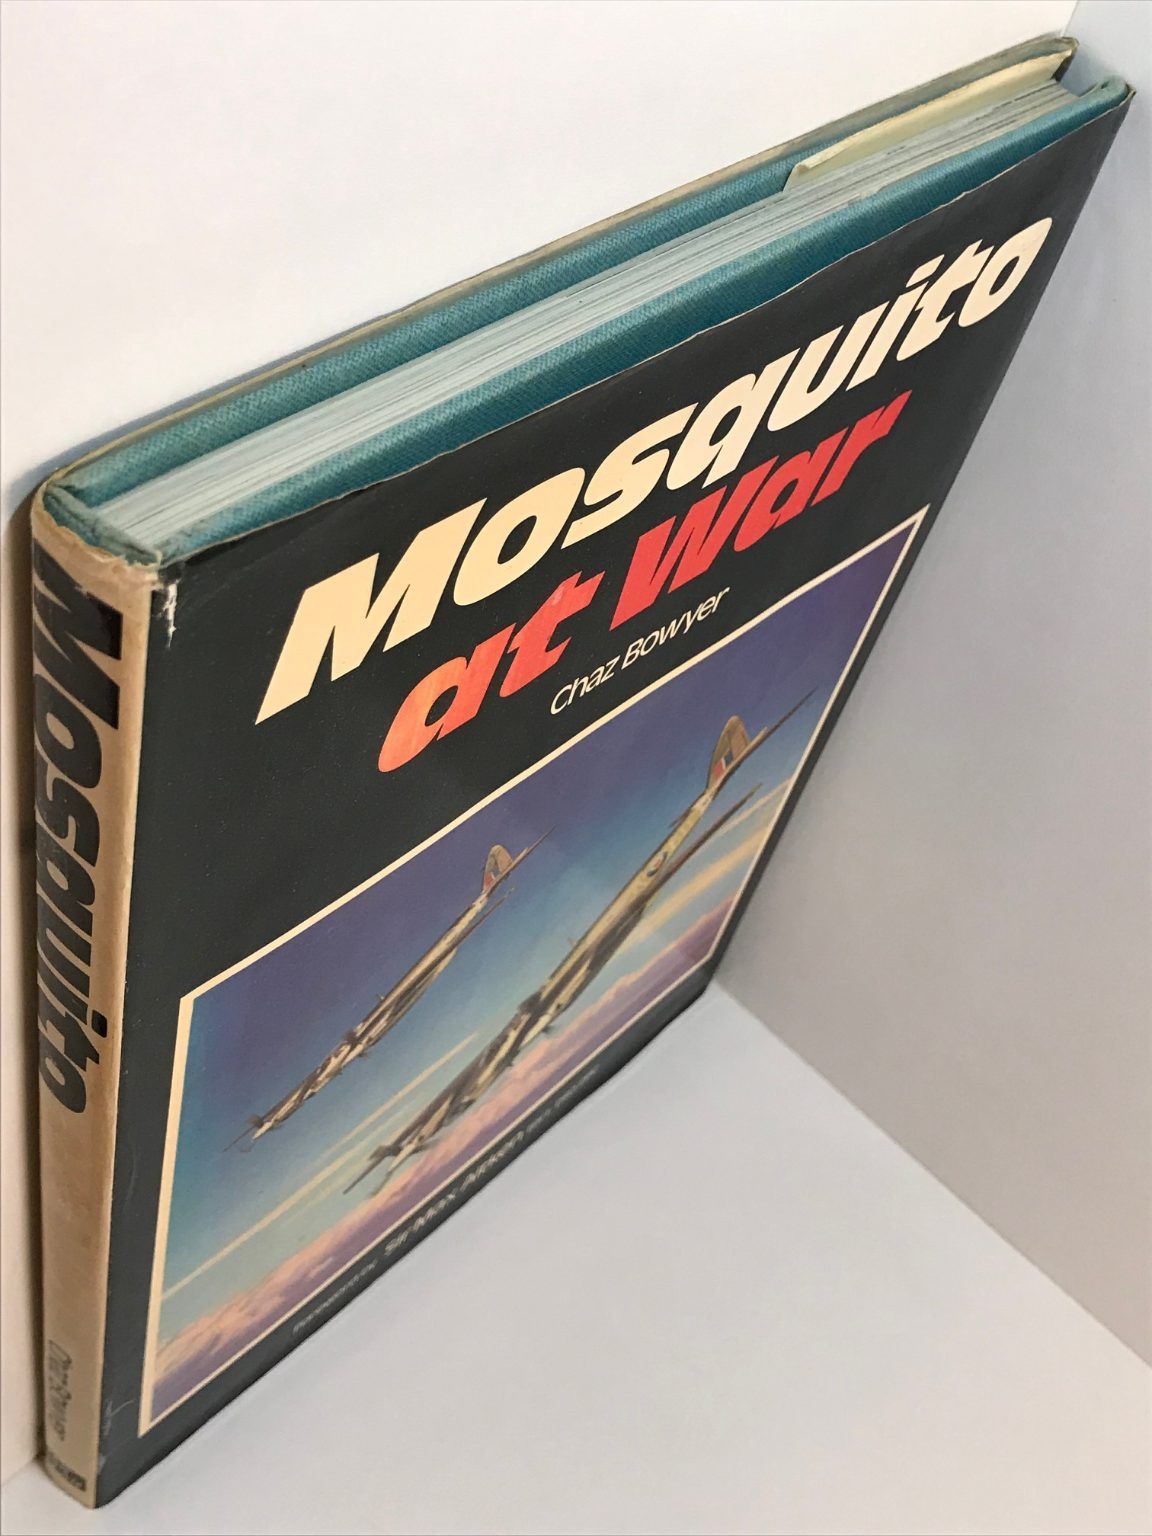 Mosquito
at War
Chaz Bowyer
Sir Max Aitken
Mosquito
Chaz Bowyer